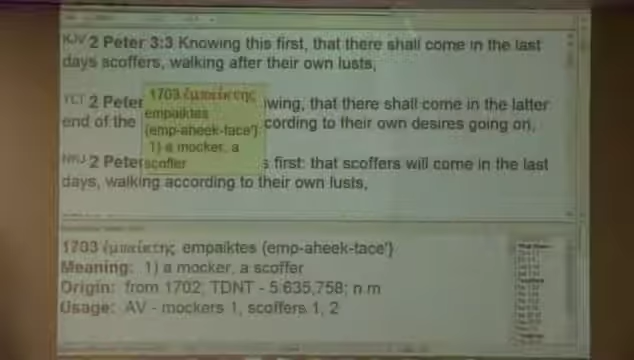 KJV 2 Peter 3:3 Knowing this first, that there shall come in the last
days scoffers, walking after their own lusts,
YLT 2 Peter wing, that there shall come in the latter
end of the cording to their own desires going on,
NKJ 2 Peter s first: that scoffers will come in the last
days, walking according to their own lusts,
1703 ἐμπαίκτης
empaiktes
(emp-aheek-tace')
1) a mocker, a
scoffer
1703 ἐμπαίκτης empaiktes (emp-aheek-tace')
Meaning: 1) a mocker, a scoffer
Origin: from 1702; TDNT - 5:635,758; n m
Usage: AV - mockers 1, scoffers 1, 2